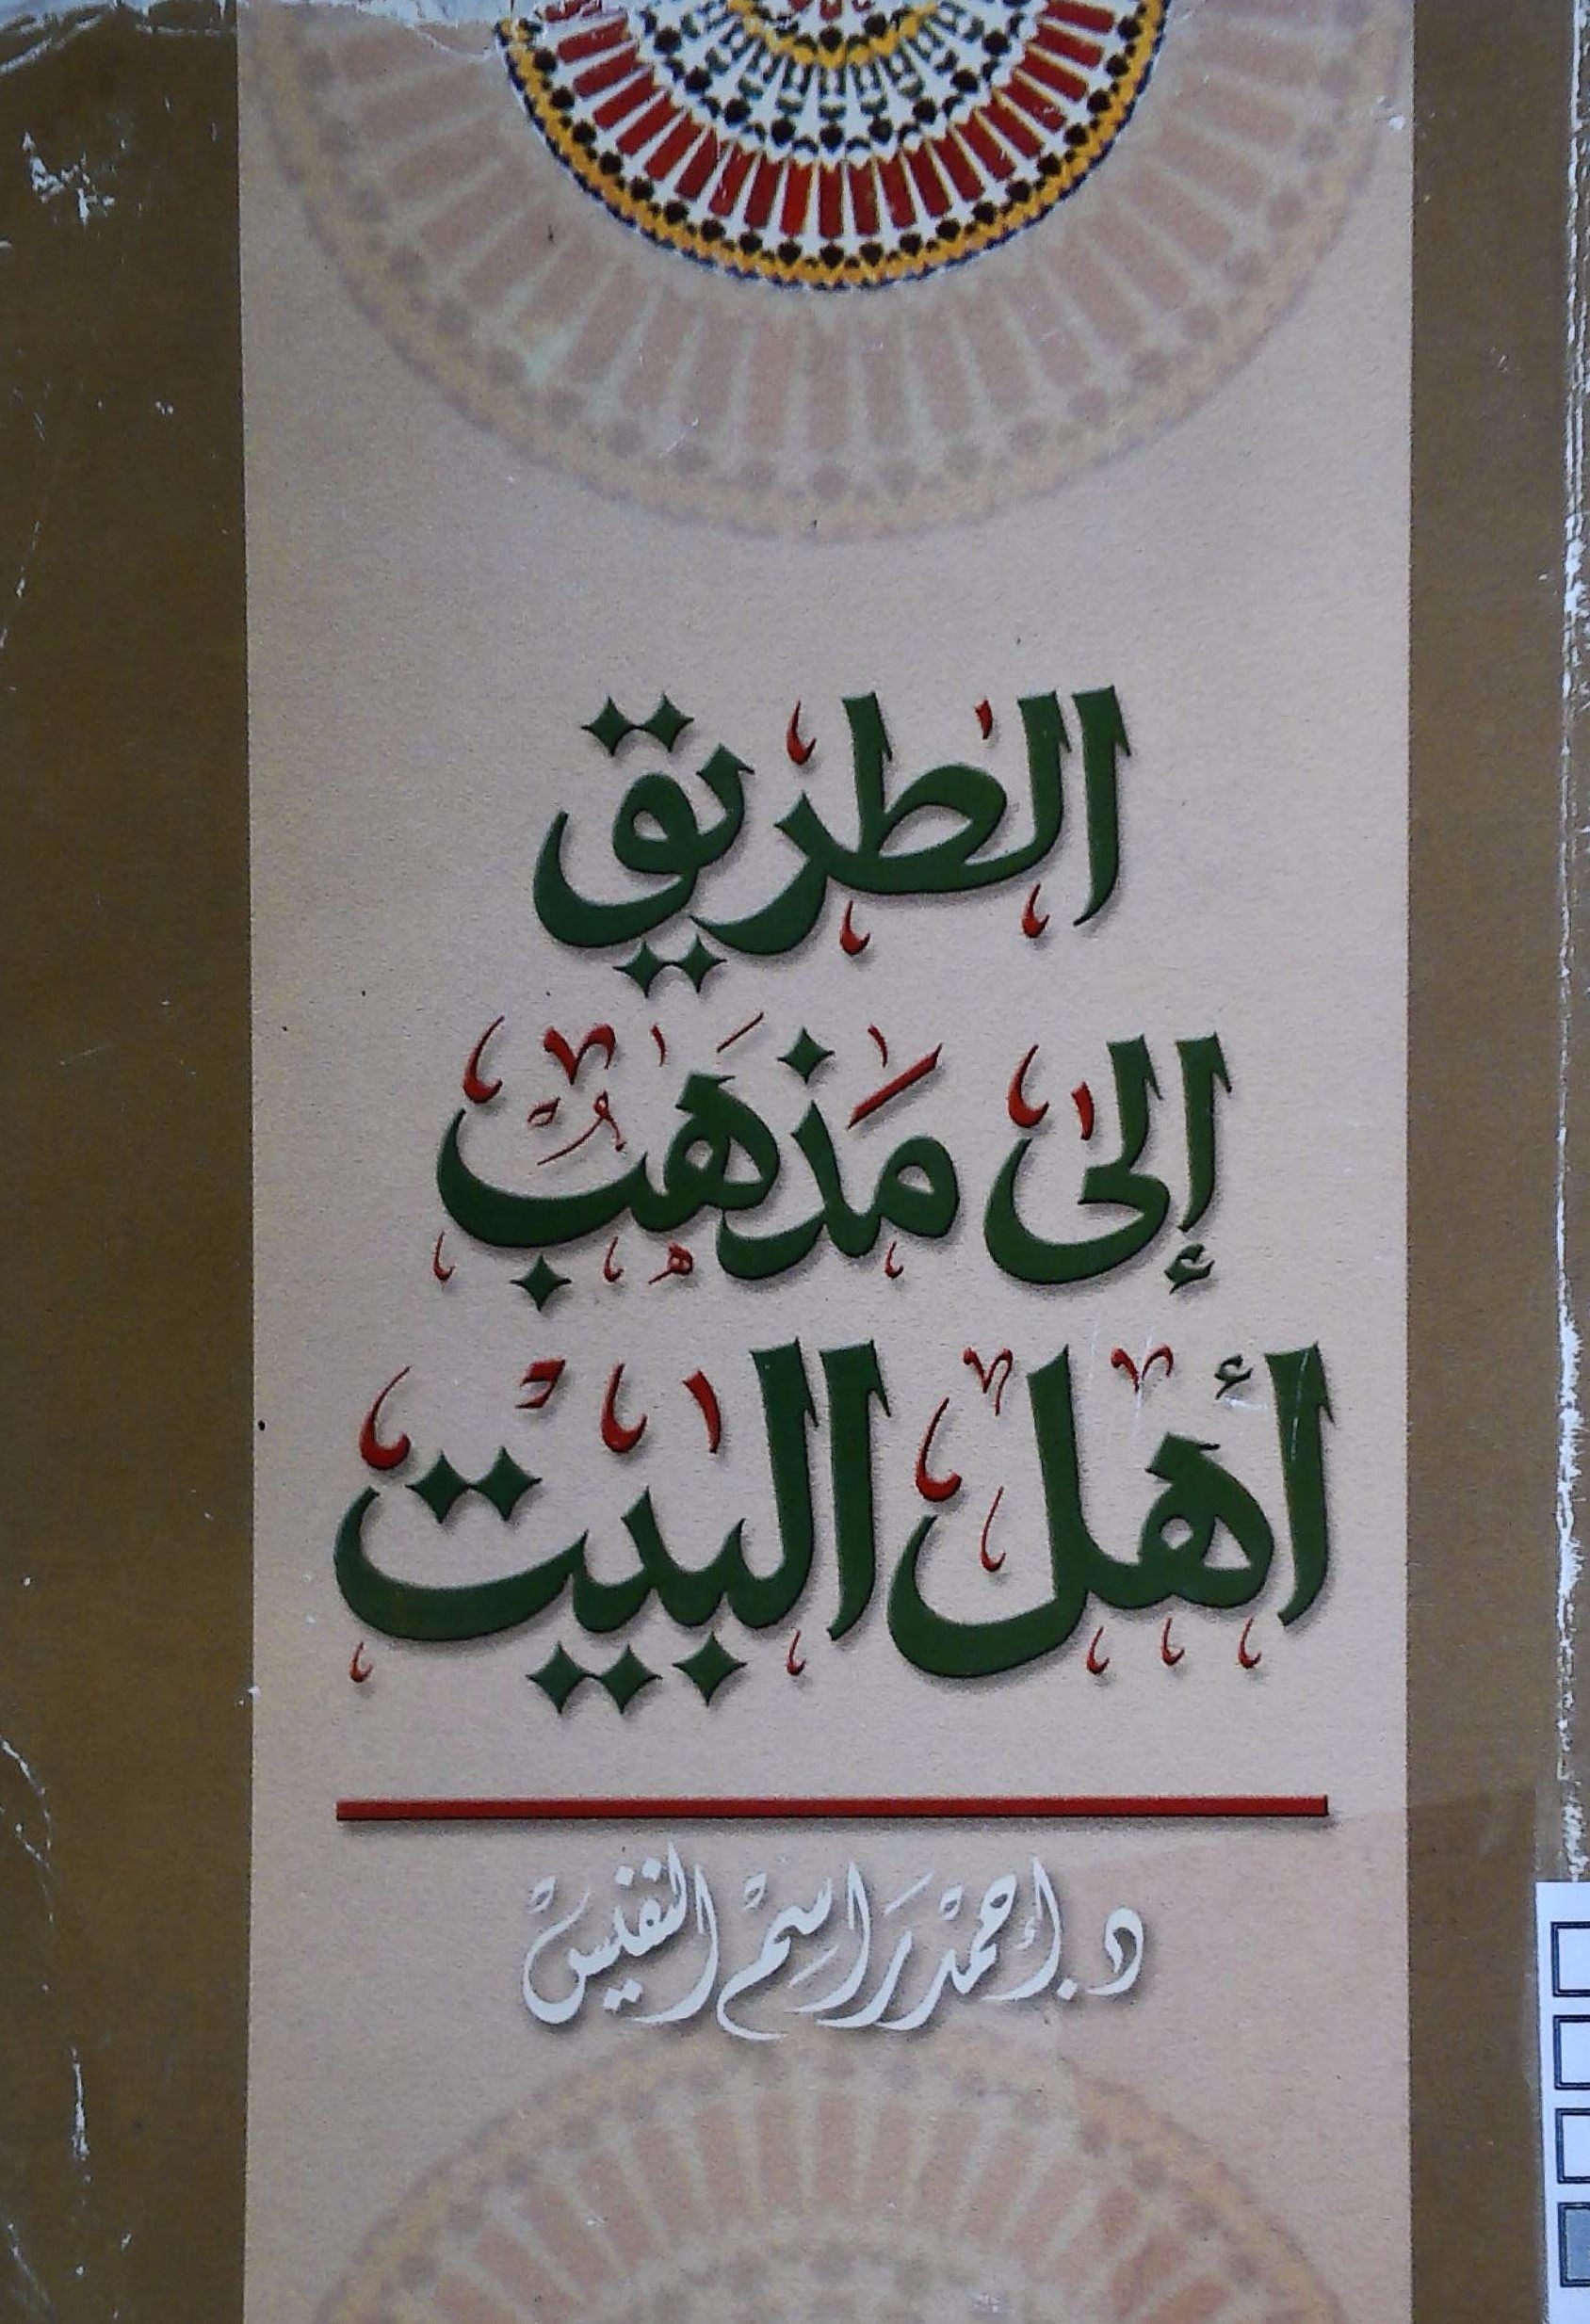 الطريق
إلى مذهب
أهل البيت
د. أحمد راسم النفيس